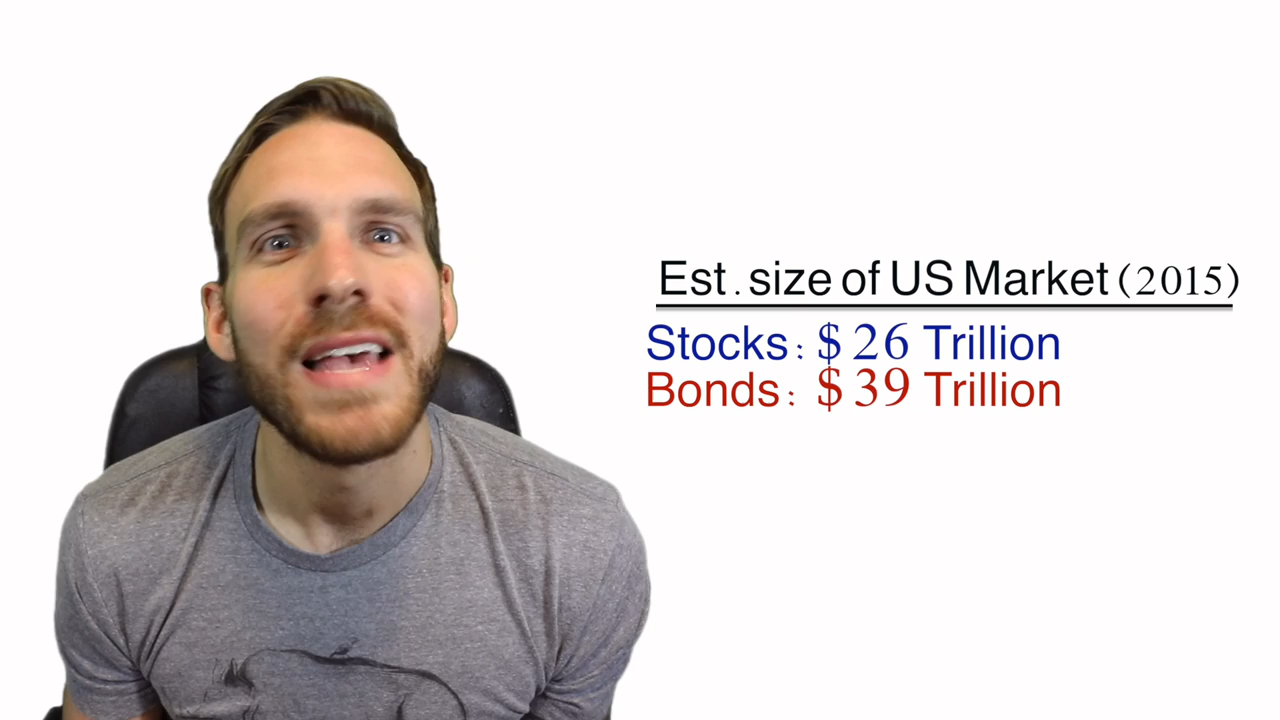 Est. size of US Market (2015)
Stocks: $26 Trillion
Bonds: $39 Trillion